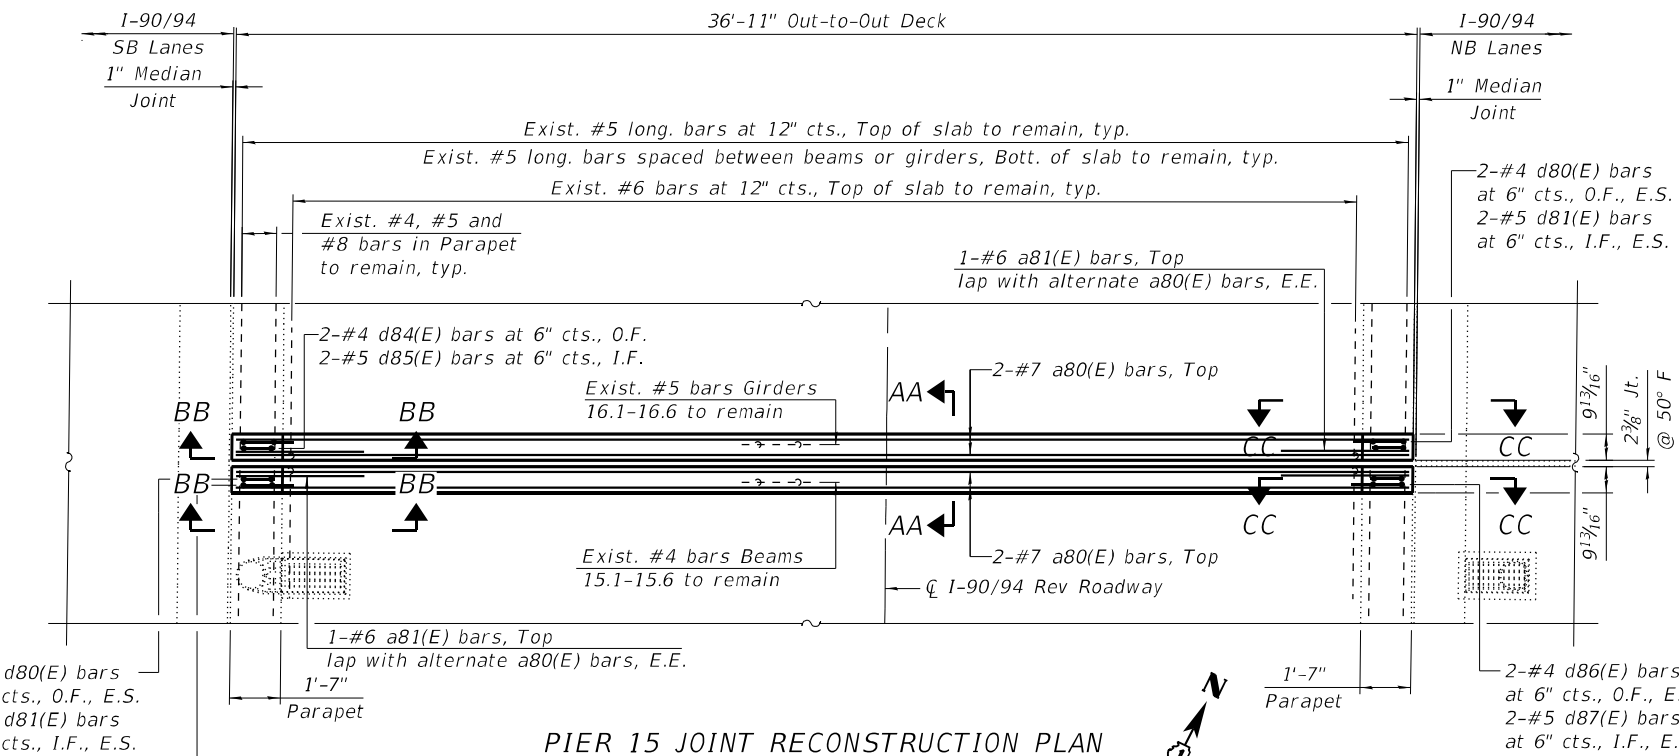 I-90/94
SB Lanes
36'-11" Out-to-Out Deck
I-90/94
NB Lanes
1" Median
Joint
1" Median
Joint
Exist. #5 long. bars at 12" cts., Top of slab to remain, typ.
Exist. #5 long. bars spaced between beams or girders, Bott. of slab to remain, typ.
Exist. #6 bars at 12" cts., Top of slab to remain, typ.
2-#4 d80(E) bars
at 6" cts., O.F., E.S.
2-#5 d81(E) bars
at 6" cts., I.F., E.S.
Exist. #4, #5 and
#8 bars in Parapet
to remain, typ.
1-#6 a81(E) bars, Top
lap with alternate a80(E) bars, E.E.
2-#4 d84(E) bars at 6" cts., O.F.
2-#5 d85(E) bars at 6" cts., I.F.
Exist. #5 bars Girders
16.1-16.6 to remain
2-#7 a80(E) bars, Top
AA
BB
BB
CC
CC
9 13/16"
2 3/8" Jt.
@ 50° F
BB
BB
AA
CC
CC
9 13/16"
Exist. #4 bars Beams
15.1-15.6 to remain
2-#7 a80(E) bars, Top
℄ I-90/94 Rev Roadway
1-#6 a81(E) bars, Top
lap with alternate a80(E) bars, E.E.
d80(E) bars
cts., O.F., E.S.
d81(E) bars
cts., I.F., E.S.
1'-7"
Parapet
1'-7"
Parapet
N
2-#4 d86(E) bars
at 6" cts., O.F., E.
2-#5 d87(E) bars
at 6" cts., I.F., E.
PIER 15 JOINT RECONSTRUCTION PLAN